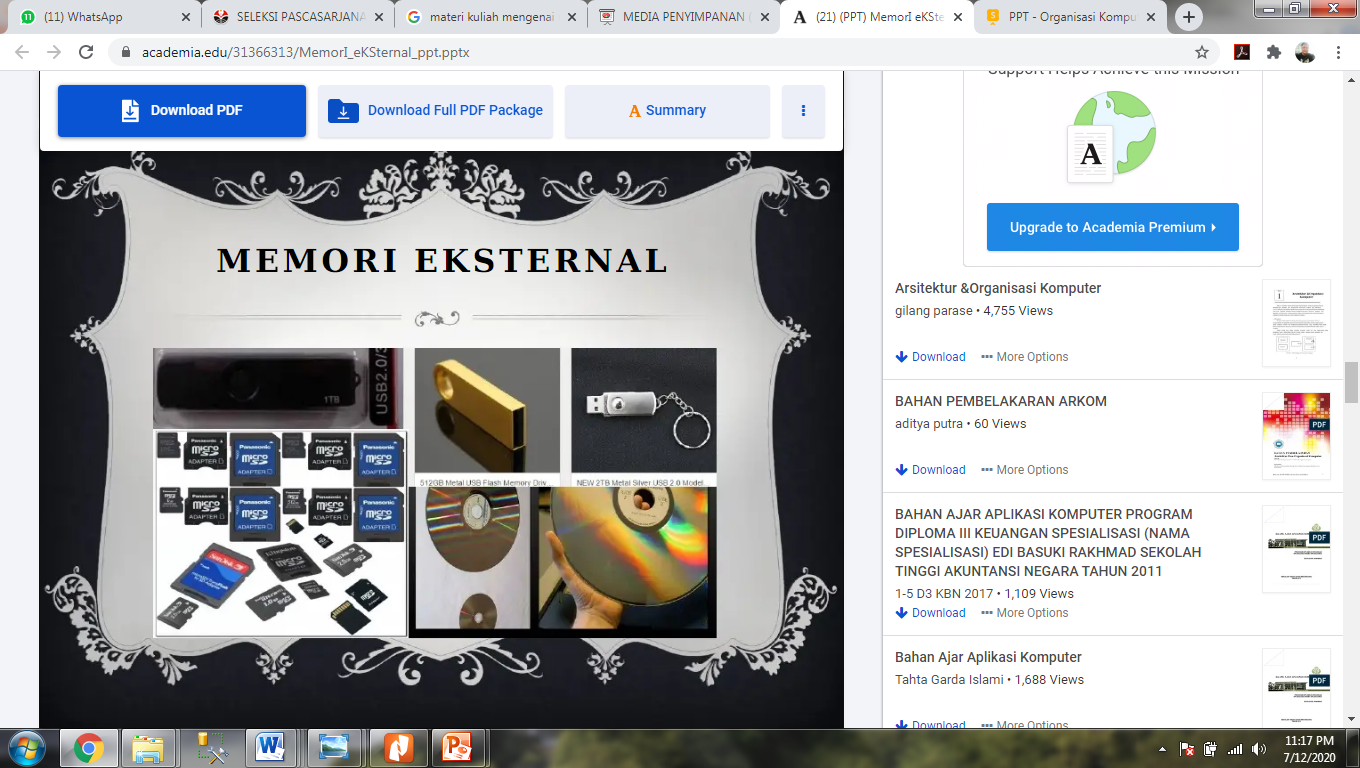 (11) WhatsApp
SELEKSI PASCASARJANA
materi kuliah mengenai
MEDIA PENYIMPANAN (
(21) (PPT) MemorI eKSte
PPT - Organisasi Kompu
academia.edu/31366313/MemorI_eKSternal_ppt.pptx
Download PDF
Download Full PDF Package
Summary
MEMORI EKSTERNAL
1TB
USB2.0/3
512GB Metal USB Flash Memory Driv...
NEW 2TB Metal Silver USB 2.0 Model...
Panasonic
micro
ADAPTER
Support Helps Achieve this Mission
A
Upgrade to Academia Premium
Arsitektur &Organisasi Komputer
gilang parase • 4,755 Views
Download ••• More Options
BAHAN PEMBELAKARAN ARKOM
aditya putra • 60 Views
PDF
Download ••• More Options
BAHAN AJAR APLIKASI KOMPUTER PROGRAM
DIPLOMA III KEUANGAN SPESIALISASI (NAMA
SPESIALISASI) EDI BASUKI RAKHMAD SEKOLAH
TINGGI AKUNTANSI NEGARA TAHUN 2011
1-5 D3 KBN 2017 • 1,109 Views
PDF
Download ••• More Options
Bahan Ajar Aplikasi Komputer
Tahta Garda Islami • 1,688 Views
PDF
Download ••• More Options
11:17 PM
7/12/2020